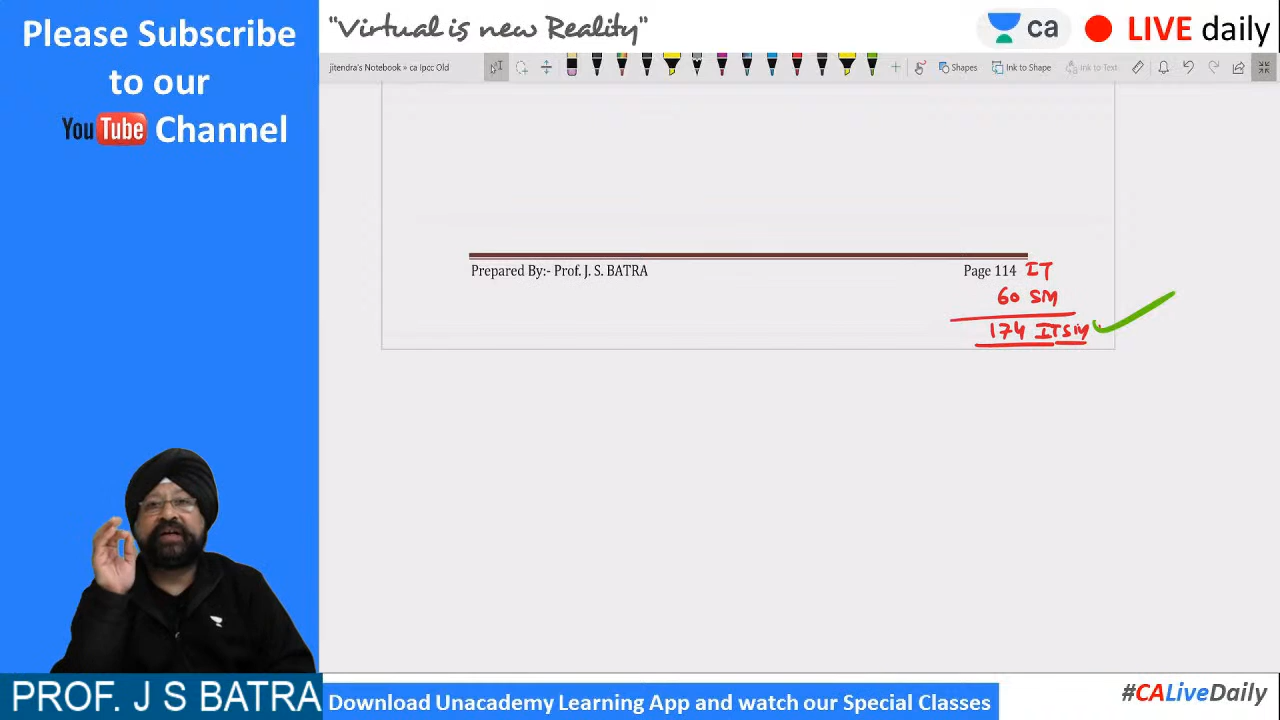 Please Subscribe
to our
YouTube Channel
"Virtual is new Reality"
ca LIVE daily
jitendra's Notebook » ca Ipcc Old
Shapes Ink to Shape Ink to Text
Prepared By:- Prof. J. S. BATRA Page 114 IT
60 SM
174 ITSM
PROF. J S BATRA
Download Unacademy Learning App and watch our Special Classes
#CALiveDaily